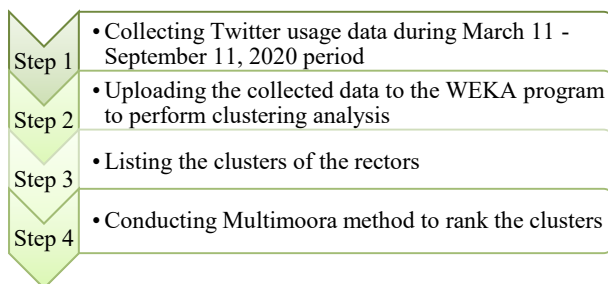 Step 1
• Collecting Twitter usage data during March 11 -
September 11, 2020 period
Step 2
• Uploading the collected data to the WEKA program
to perform clustering analysis
Step 3
• Listing the clusters of the rectors
Step 4
• Conducting Multimoora method to rank the clusters